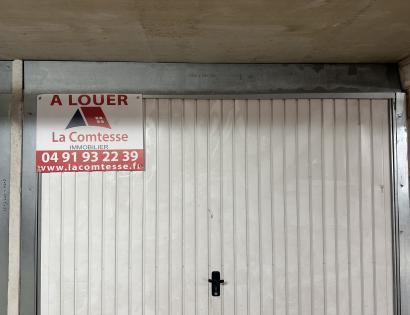 A LOUER
La Comtesse
IMMOBILIER
04 91 93 22 39
www.lacomtesse.fr